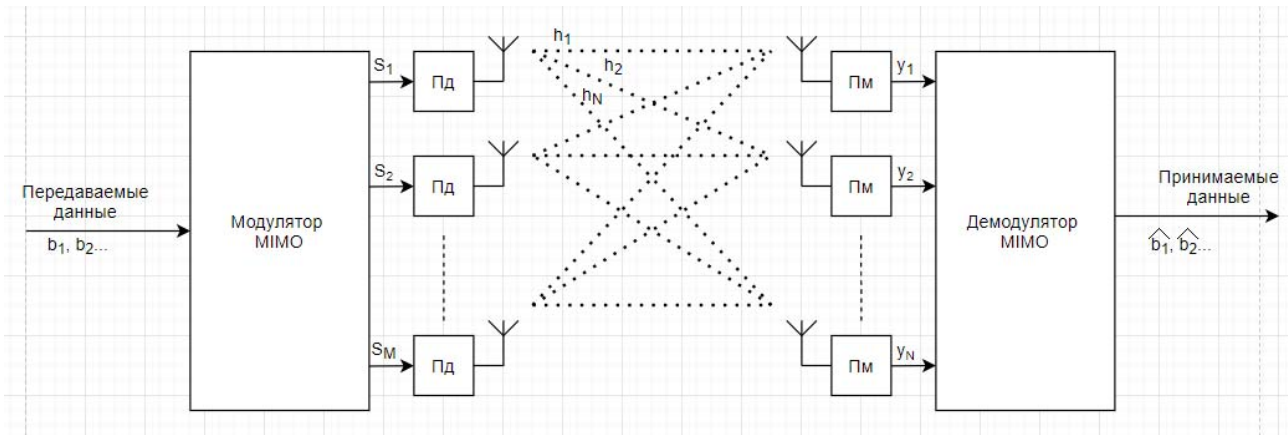 Передаваемые
данные
b1, b2...
Модулятор
MIMO
S1
Пд
S2
Пд
SM
Пд
h1
h2
hN
Пм
y1
Пм
y2
Пм
yN
Демодулятор
MIMO
Принимаемые
данные
b̂1, b̂2...